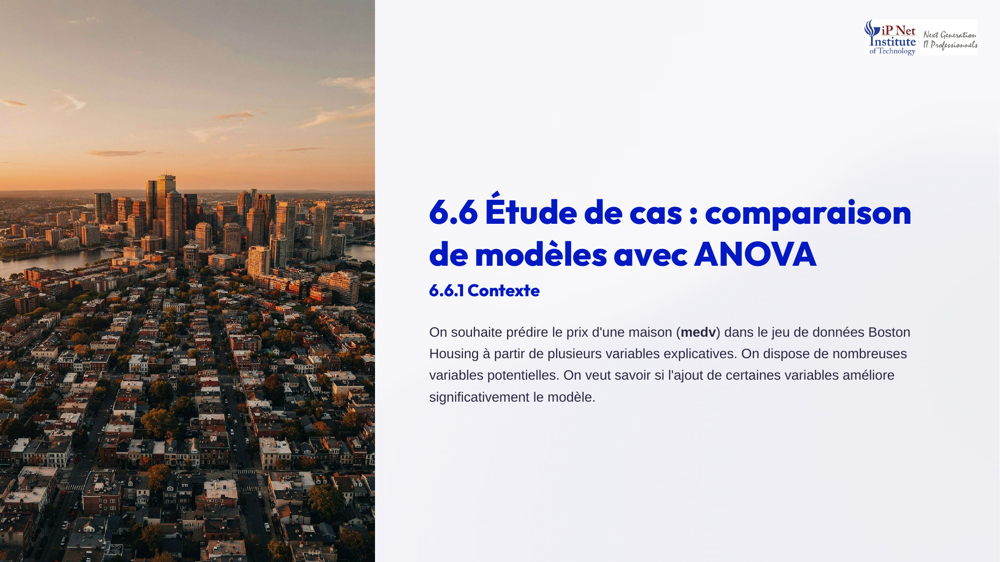 iP Net
Institute
of Technology
Next Generation
IT Professionnels
6.6 Étude de cas : comparaison
de modèles avec ANOVA
6.6.1 Contexte
On souhaite prédire le prix d'une maison (medv) dans le jeu de données Boston
Housing à partir de plusieurs variables explicatives. On dispose de nombreuses
variables potentielles. On veut savoir si l'ajout de certaines variables améliore
significativement le modèle.